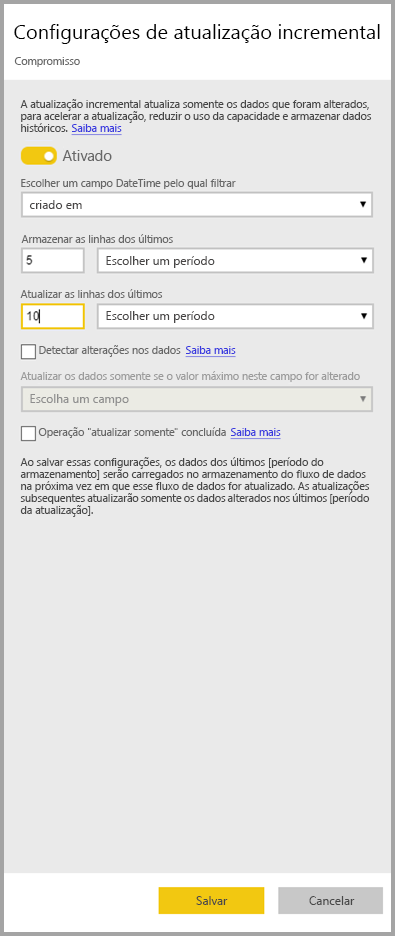 Configurações de atualização incremental
Compromisso
A atualização incremental atualiza somente os dados que foram alterados,
para acelerar a atualização, reduzir o uso da capacidade e armazenar dados
históricos. Saiba mais
Ativado
Escolher um campo DateTime pelo qual filtrar
criado em
Armazenar as linhas dos últimos
5 Escolher um período
Atualizar as linhas dos últimos
10 Escolher um período
Detectar alterações nos dados Saiba mais
Atualizar os dados somente se o valor máximo neste campo for alterado
Escolha um campo
Operação "atualizar somente" concluída Saiba mais
Ao salvar essas configurações, os dados dos últimos [período do
armazenamento] serão carregados no armazenamento do fluxo de dados
na próxima vez em que esse fluxo de dados for atualizado. As atualizações
subsequentes atualizarão somente os dados alterados nos últimos [período
da atualização].
Salvar Cancelar